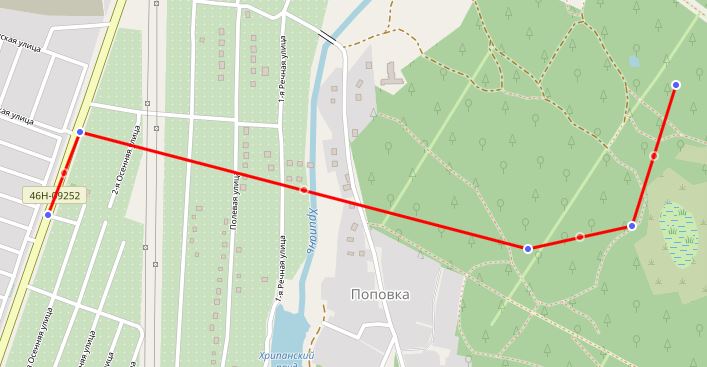 ская улица
ая улица
46Н-09252
2-я Осенняя улица
Полевая улица
1-я Речная улица
1-я Речная улица
Хрипань
Поповка
Хрипанский
пруд
я Осенняя улица